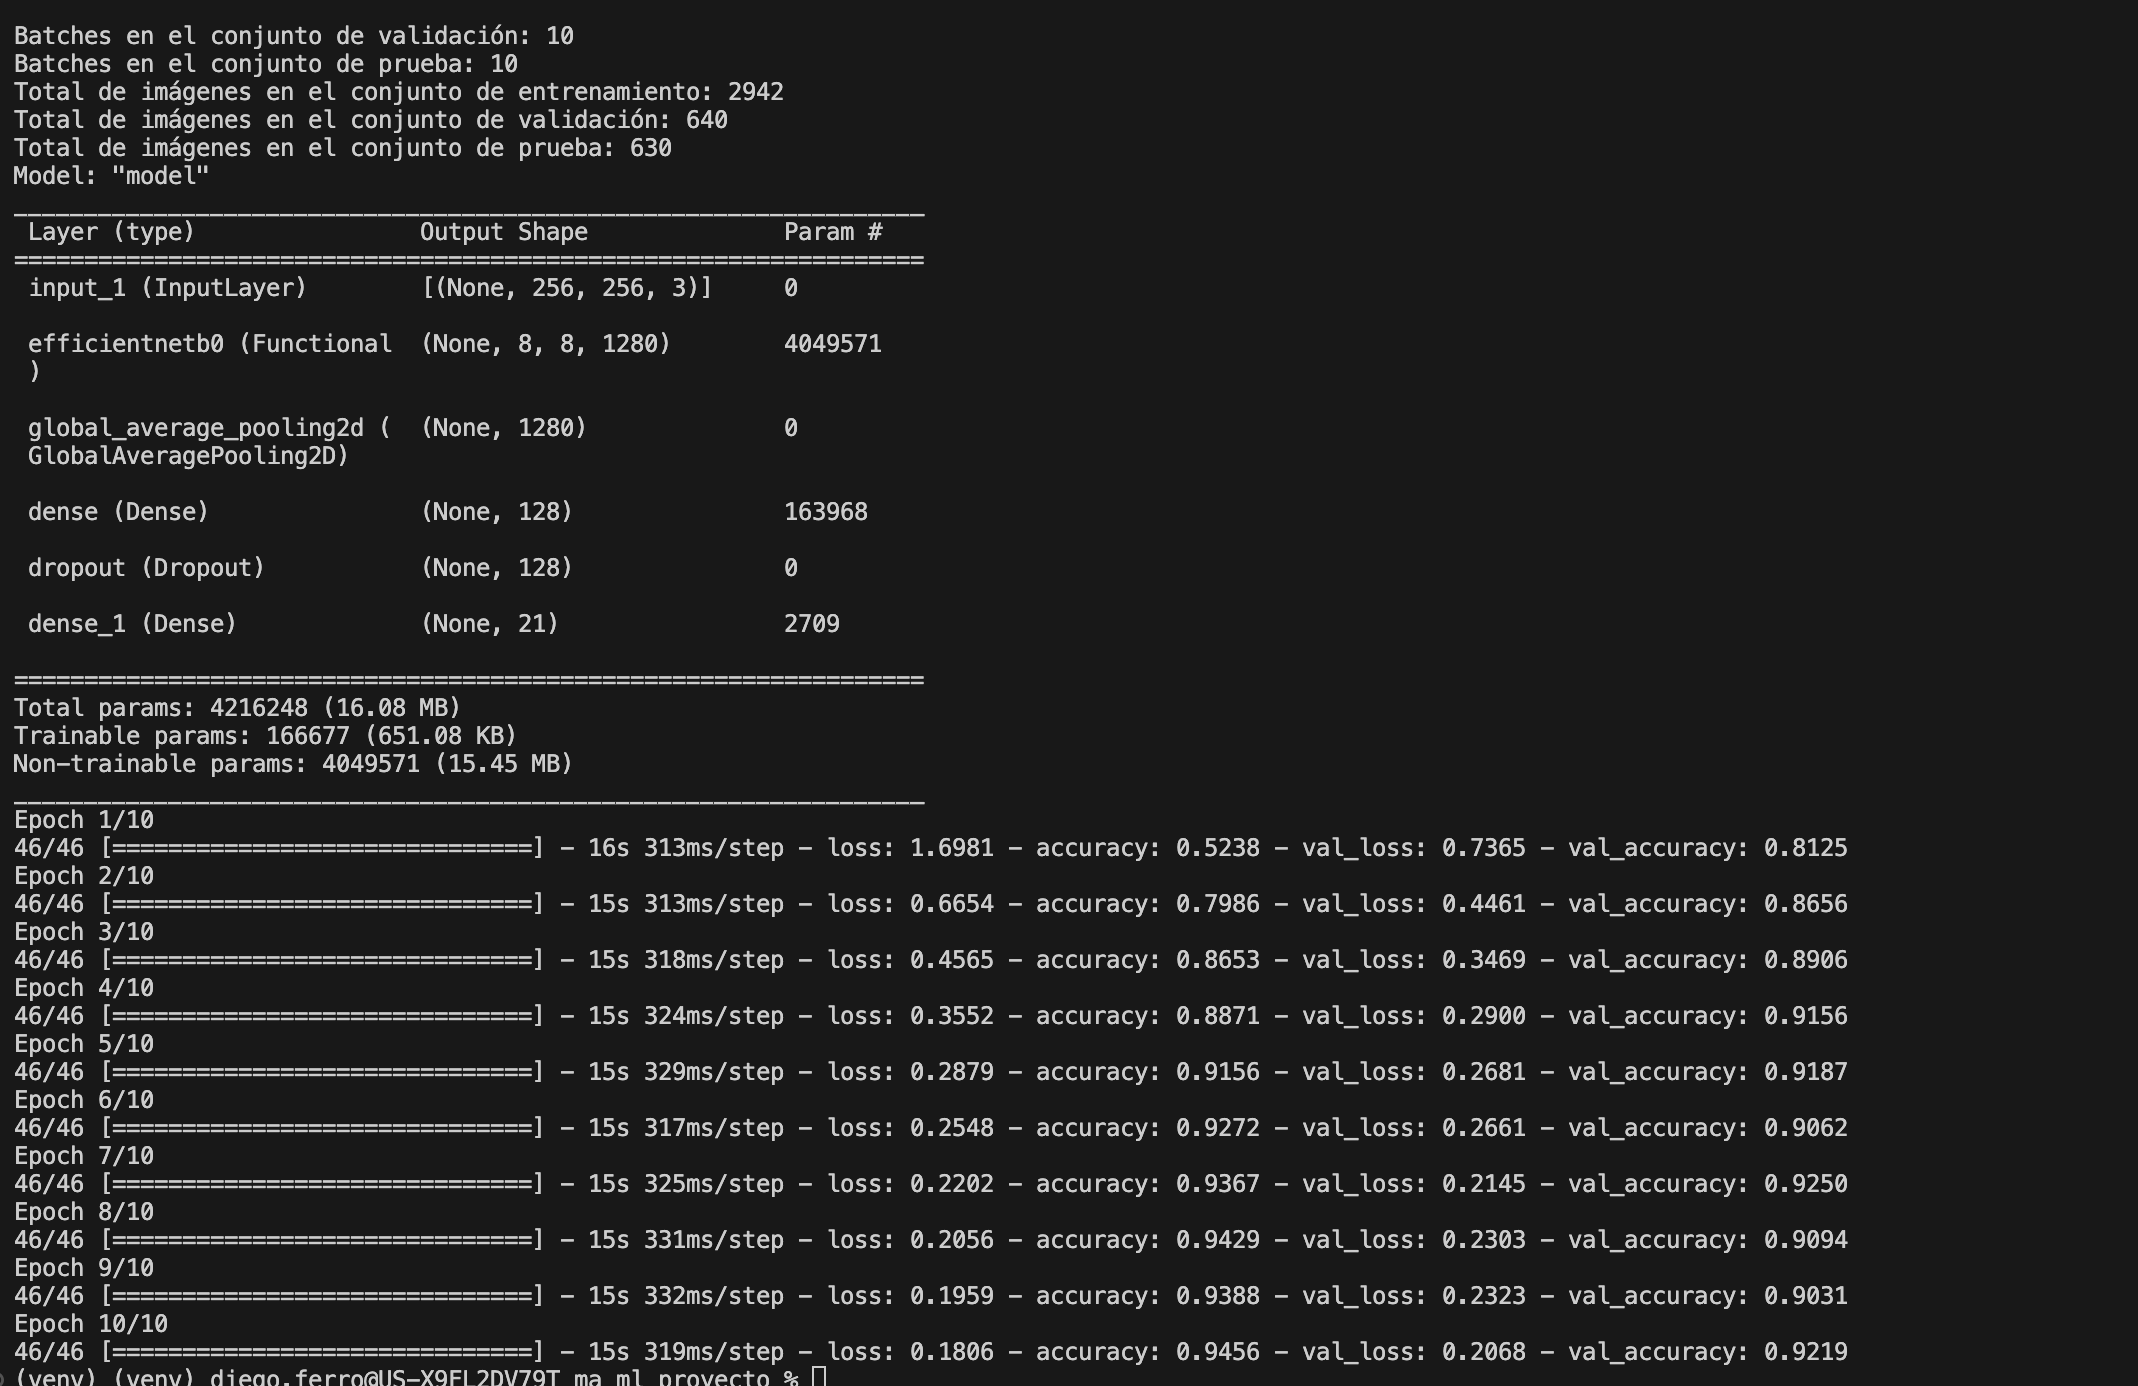 Batches en el conjunto de validación: 10
Batches en el conjunto de prueba: 10
Total de imágenes en el conjunto de entrenamiento: 2942
Total de imágenes en el conjunto de validación: 640
Total de imágenes en el conjunto de prueba: 630
Model: "model"
_________________________________________________________________
Layer (type)                Output Shape              Param #
=================================================================
input_1 (InputLayer)        [(None, 256, 256, 3)]     0
efficientnetb0 (Functional  (None, 8, 8, 1280)        4049571
)
global_average_pooling2d (  (None, 1280)              0
GlobalAveragePooling2D)
dense (Dense)               (None, 128)               163968
dropout (Dropout)           (None, 128)               0
dense_1 (Dense)             (None, 21)                2709
=================================================================
Total params: 4216248 (16.08 MB)
Trainable params: 166677 (651.08 KB)
Non-trainable params: 4049571 (15.45 MB)
_________________________________________________________________
Epoch 1/10
46/46 [==============================] - 16s 313ms/step - loss: 1.6981 - accuracy: 0.5238 - val_loss: 0.7365 - val_accuracy: 0.8125
Epoch 2/10
46/46 [==============================] - 15s 313ms/step - loss: 0.6654 - accuracy: 0.7986 - val_loss: 0.4461 - val_accuracy: 0.8656
Epoch 3/10
46/46 [==============================] - 15s 318ms/step - loss: 0.4565 - accuracy: 0.8653 - val_loss: 0.3469 - val_accuracy: 0.8906
Epoch 4/10
46/46 [==============================] - 15s 324ms/step - loss: 0.3552 - accuracy: 0.8871 - val_loss: 0.2900 - val_accuracy: 0.9156
Epoch 5/10
46/46 [==============================] - 15s 329ms/step - loss: 0.2879 - accuracy: 0.9156 - val_loss: 0.2681 - val_accuracy: 0.9187
Epoch 6/10
46/46 [==============================] - 15s 317ms/step - loss: 0.2548 - accuracy: 0.9272 - val_loss: 0.2661 - val_accuracy: 0.9062
Epoch 7/10
46/46 [==============================] - 15s 325ms/step - loss: 0.2202 - accuracy: 0.9367 - val_loss: 0.2145 - val_accuracy: 0.9250
Epoch 8/10
46/46 [==============================] - 15s 331ms/step - loss: 0.2056 - accuracy: 0.9429 - val_loss: 0.2303 - val_accuracy: 0.9094
Epoch 9/10
46/46 [==============================] - 15s 332ms/step - loss: 0.1959 - accuracy: 0.9388 - val_loss: 0.2323 - val_accuracy: 0.9031
Epoch 10/10
46/46 [==============================] - 15s 319ms/step - loss: 0.1806 - accuracy: 0.9456 - val_loss: 0.2068 - val_accuracy: 0.9219
(venv) (venv) diego.ferro@US-X9FL2DV79T ma_ml_proyecto %